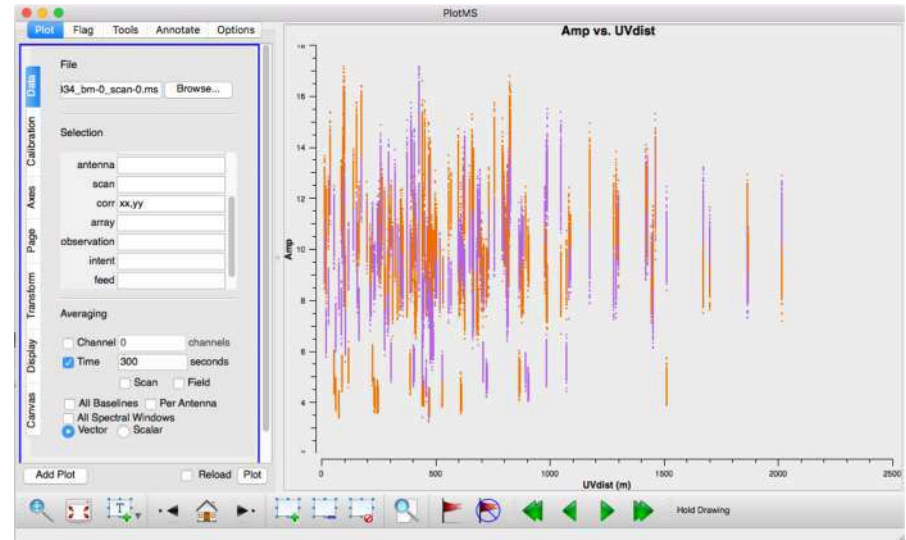 PlotMS
Plot Flag Tools Annotate Options
Data
Calibration
Axes
Page
Transform
Display
Canvas
File
)34_bm-0_scan-0.ms Browse...
Selection
antenna
scan
corr xx,yy
array
observation
intent
feed
Averaging
Channel 0 channels
Time 300 seconds
Scan Field
All Baselines Per Antenna
All Spectral Windows
Vector Scalar
Add Plot Reload Plot
Amp vs. UVdist
16
14
12
10
8
6
4
Amp
0 500 1000 1500 2000 2500
UVdist (m)
T
Hold Drawing